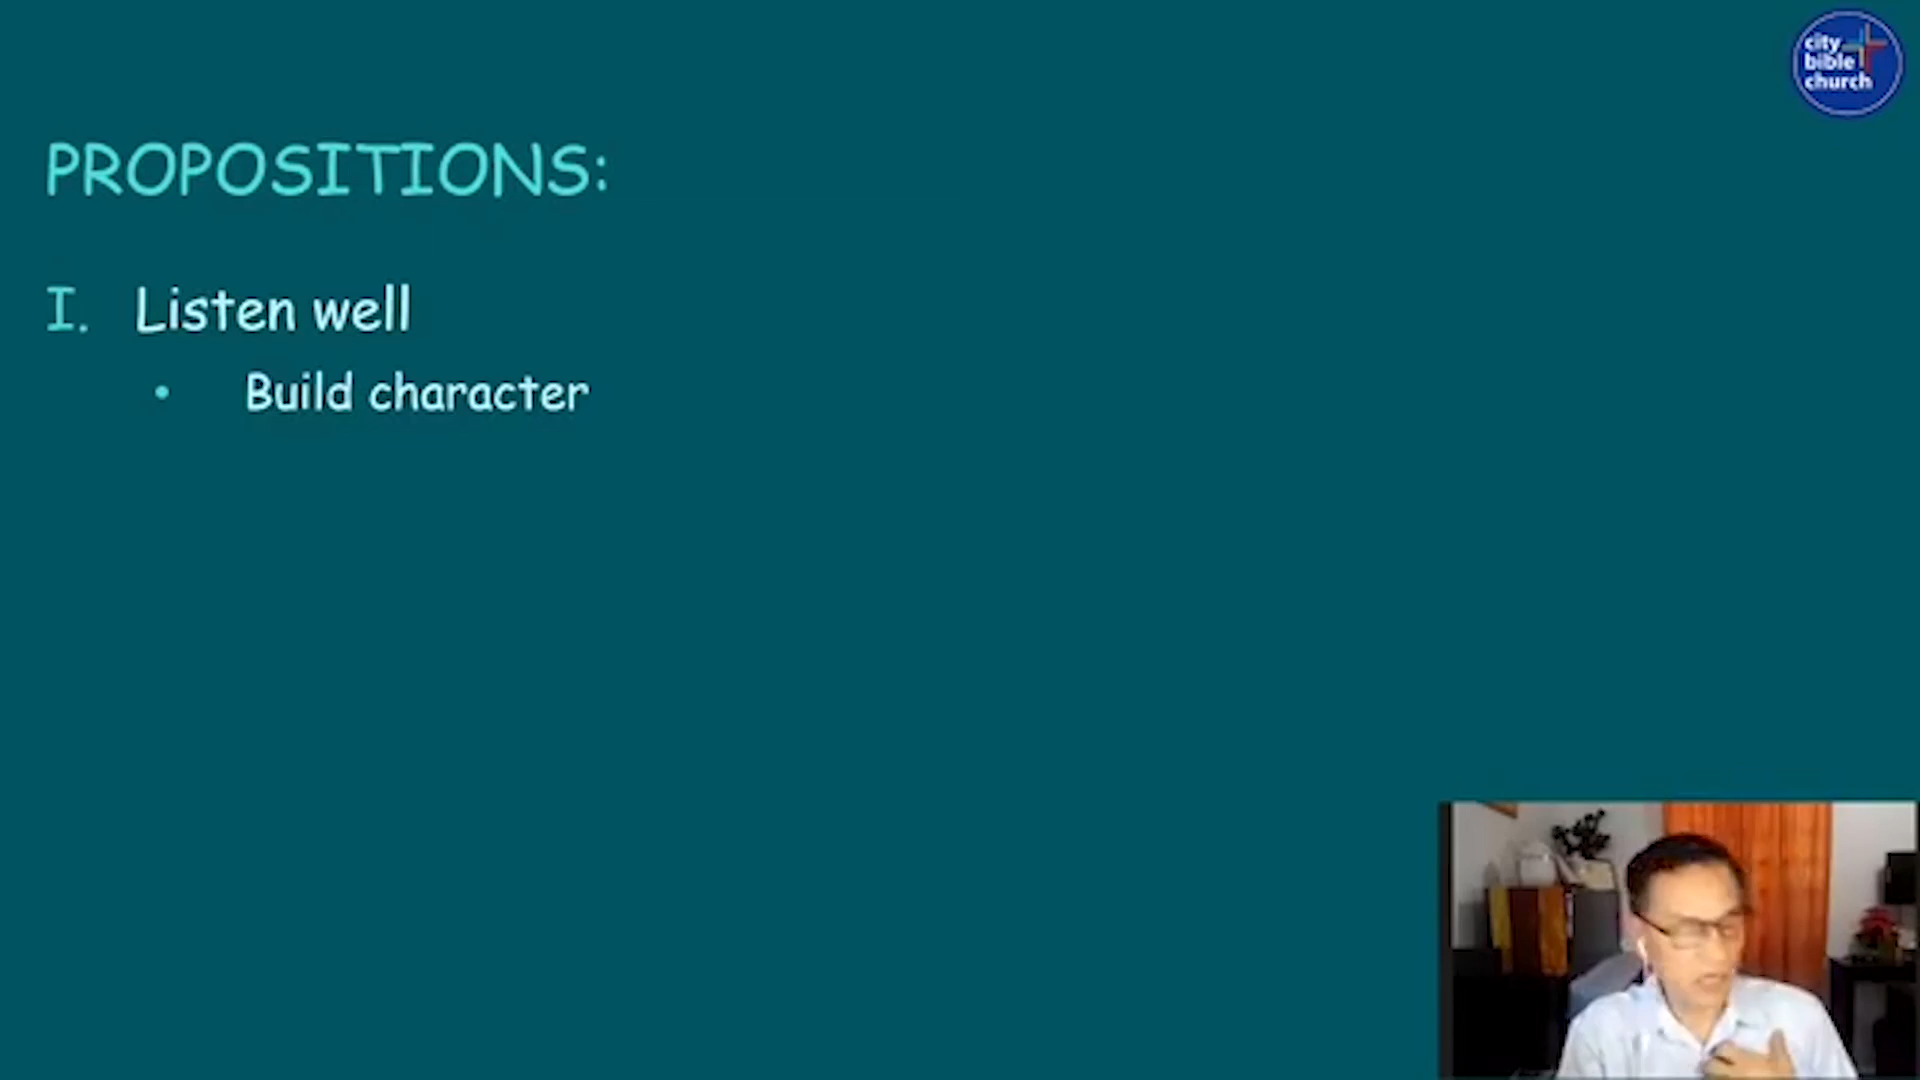 city
bible
church
PROPOSITIONS:
I. Listen well
• Build character